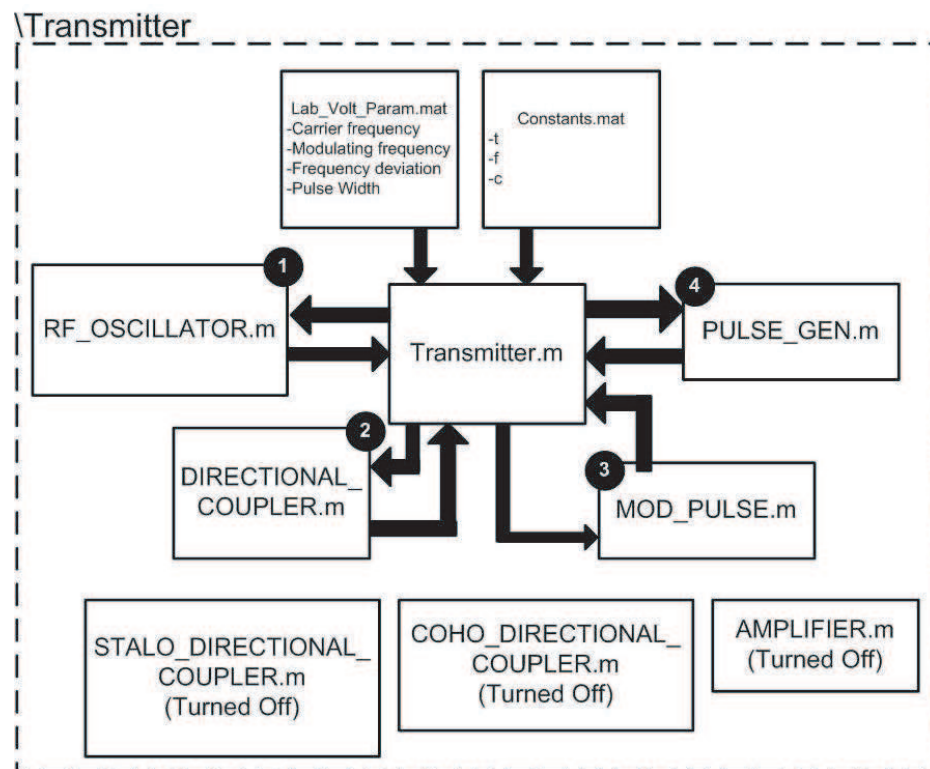 \Transmitter
Lab_Volt_Param.mat
-Carrier frequency
-Modulating frequency
-Frequency deviation
-Pulse Width
Constants.mat
-t
-f
-c
1
RF_OSCILLATOR.m
Transmitter.m
4
PULSE_GEN.m
2
DIRECTIONAL_
COUPLER.m
3
MOD_PULSE.m
STALO_DIRECTIONAL_
COUPLER.m
(Turned Off)
COHO_DIRECTIONAL_
COUPLER.m
(Turned Off)
AMPLIFIER.m
(Turned Off)